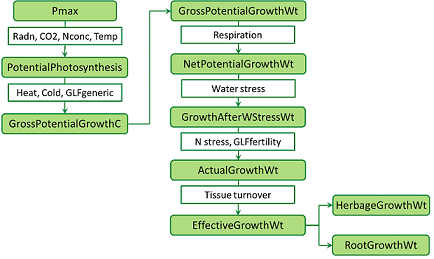 Pmax
Radn, CO2, Nconc, Temp
PotentialPhotosynthesis
Heat, Cold, GLFgeneric
GrossPotentialGrowthC
GrossPotentialGrowthWt
Respiration
NetPotentialGrowthWt
Water stress
GrowthAfterWStressWt
N stress, GLFfertility
ActualGrowthWt
Tissue turnover
EffectiveGrowthWt
HerbageGrowthWt
RootGrowthWt